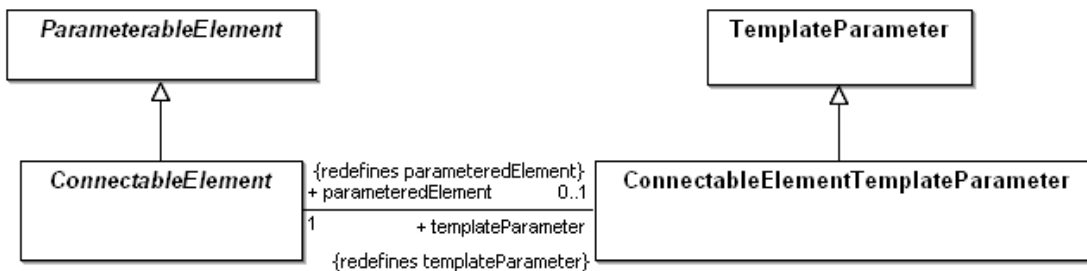 ParameterableElement
TemplateParameter
ConnectableElement
{redefines parameteredElement}
+ parameteredElement 0..1
1 + templateParameter
{redefines templateParameter}
ConnectableElementTemplateParameter